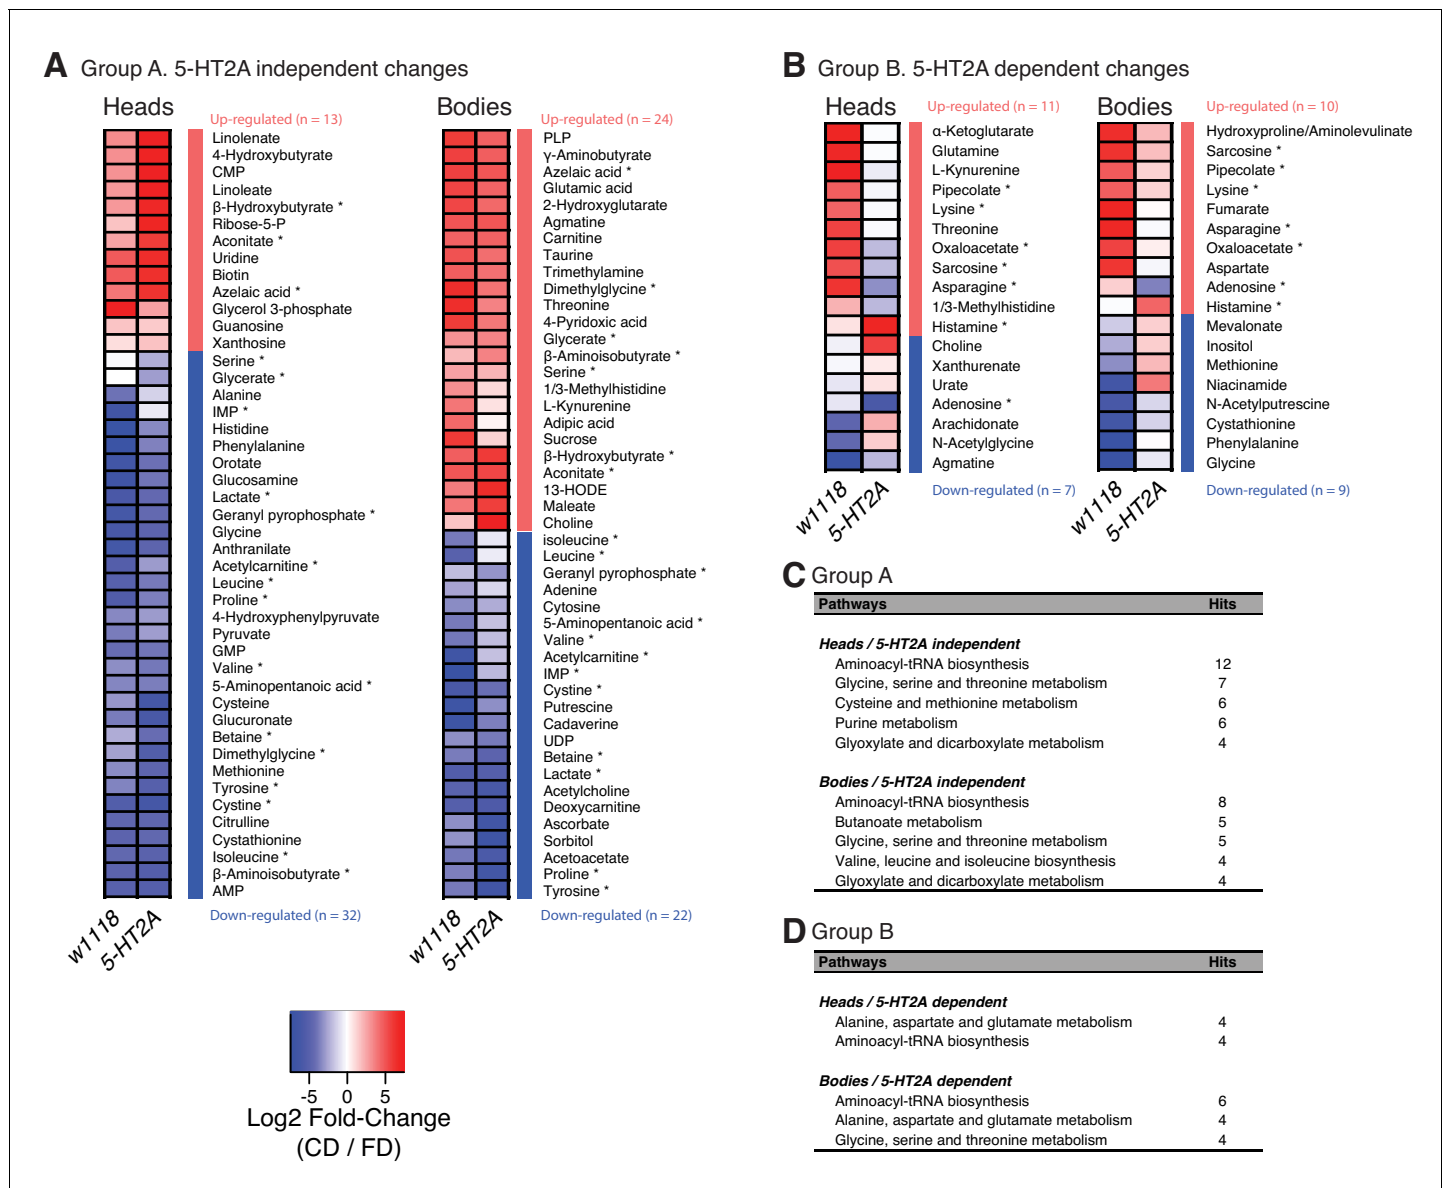 A Group A. 5-HT2A independent changes
Heads
Up-regulated (n = 13)
Linolenate
4-Hydroxybutyrate
CMP
Linoleate
β-Hydroxybutyrate *
Ribose-5-P
Aconitate *
Uridine
Biotin
Azelaic acid *
Glycerol 3-phosphate
Guanosine
Xanthosine
Serine *
Glycerate *
Alanine
IMP *
Histidine
Phenylalanine
Orotate
Glucosamine
Lactate *
Geranyl pyrophosphate *
Glycine
Anthranilate
Acetylcarnitine *
Leucine *
Proline *
4-Hydroxyphenylpyruvate
Pyruvate
GMP
Valine *
5-Aminopentanoic acid *
Cysteine
Glucuronate
Betaine *
Dimethylglycine *
Methionine
Tyrosine *
Cystine *
Citrulline
Cystathionine
Isoleucine *
β-Aminoisobutyrate *
AMP
Down-regulated (n = 32)
w1118
5-HT2A
Bodies
Up-regulated (n = 24)
PLP
γ-Aminobutyrate
Azelaic acid *
Glutamic acid
2-Hydroxyglutarate
Agmatine
Carnitine
Taurine
Trimethylamine
Dimethylglycine *
Threonine
4-Pyridoxic acid
Glycerate *
β-Aminoisobutyrate *
Serine *
1/3-Methylhistidine
L-Kynurenine
Adipic acid
Sucrose
β-Hydroxybutyrate *
Aconitate *
13-HODE
Maleate
Choline
isoleucine *
Leucine *
Geranyl pyrophosphate *
Adenine
Cytosine
5-Aminopentanoic acid *
Valine *
Acetylcarnitine *
IMP *
Cystine *
Putrescine
Cadaverine
UDP
Betaine *
Lactate *
Acetylcholine
Deoxycarnitine
Ascorbate
Sorbitol
Acetoacetate
Proline *
Tyrosine *
Down-regulated (n = 22)
w1118
5-HT2A
-5 0 5
Log2 Fold-Change
(CD / FD)
B Group B. 5-HT2A dependent changes
Heads
Up-regulated (n = 11)
α-Ketoglutarate
Glutamine
L-Kynurenine
Pipecolate *
Lysine *
Threonine
Oxaloacetate *
Sarcosine *
Asparagine *
1/3-Methylhistidine
Histamine *
Choline
Xanthurenate
Urate
Adenosine *
Arachidonate
N-Acetylglycine
Agmatine
Down-regulated (n = 7)
w1118
5-HT2A
Bodies
Up-regulated (n = 10)
Hydroxyproline/Aminolevulinate
Sarcosine *
Pipecolate *
Lysine *
Fumarate
Asparagine *
Oxaloacetate *
Aspartate
Adenosine *
Histamine *
Mevalonate
Inositol
Methionine
Niacinamide
N-Acetylputrescine
Cystathionine
Phenylalanine
Glycine
Down-regulated (n = 9)
w1118
5-HT2A
C Group A
Pathways Hits
Heads / 5-HT2A independent
Aminoacyl-tRNA biosynthesis 12
Glycine, serine and threonine metabolism 7
Cysteine and methionine metabolism 6
Purine metabolism 6
Glyoxylate and dicarboxylate metabolism 4
Bodies / 5-HT2A independent
Aminoacyl-tRNA biosynthesis 8
Butanoate metabolism 5
Glycine, serine and threonine metabolism 5
Valine, leucine and isoleucine biosynthesis 4
Glyoxylate and dicarboxylate metabolism 4
D Group B
Pathways Hits
Heads / 5-HT2A dependent
Alanine, aspartate and glutamate metabolism 4
Aminoacyl-tRNA biosynthesis 4
Bodies / 5-HT2A dependent
Aminoacyl-tRNA biosynthesis 6
Alanine, aspartate and glutamate metabolism 4
Glycine, serine and threonine metabolism 4